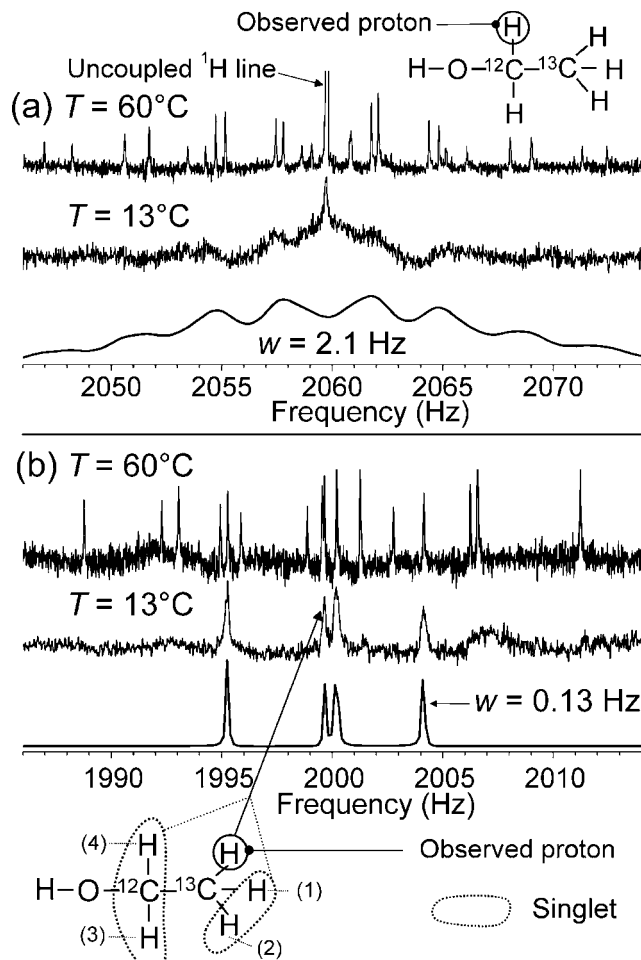 Observed proton
H
H
H–O–¹²C–¹³C–H
H
H
Uncoupled ¹H line
(a) T = 60°C
T = 13°C
w = 2.1 Hz
2050 2055 2060 2065 2070
Frequency (Hz)
(b) T = 60°C
T = 13°C
w = 0.13 Hz
1990 1995 2000 2005 2010
Frequency (Hz)
(4) H
H
Observed proton
H–O–¹²C–¹³C–H (1)
H
H
(3)
(2)
Singlet